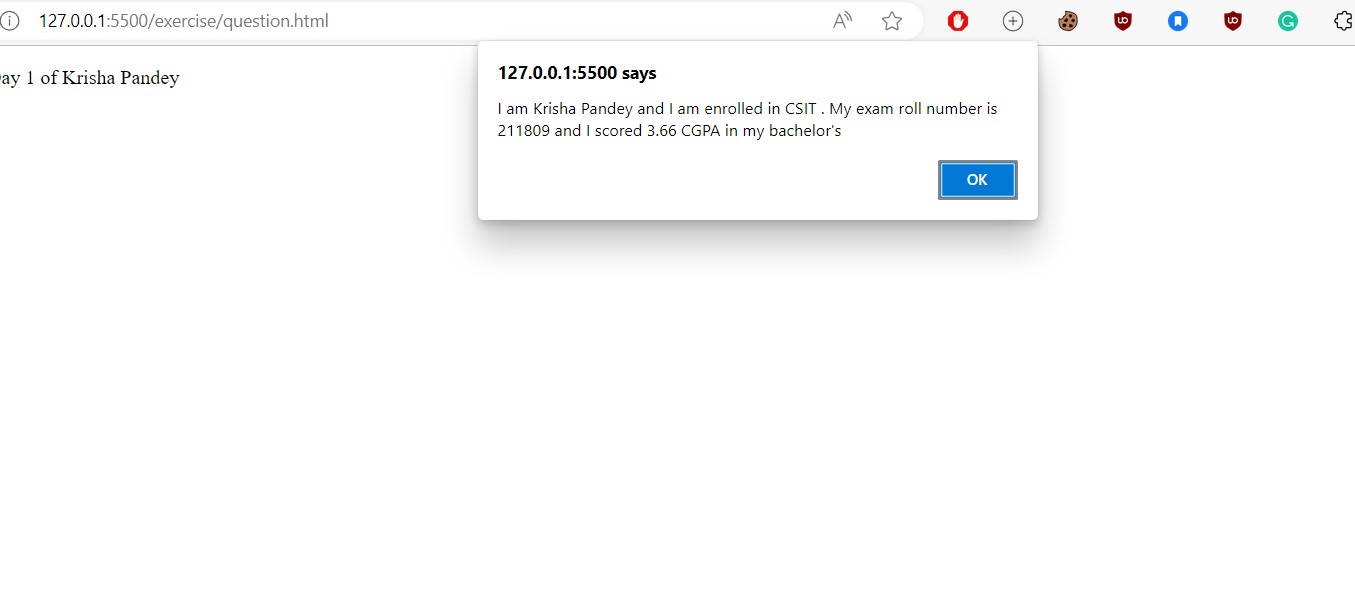 127.0.0.1:5500/exercise/question.html
127.0.0.1:5500 says
I am Krisha Pandey and I am enrolled in CSIT . My exam roll number is
211809 and I scored 3.66 CGPA in my bachelor's
OK
ay 1 of Krisha Pandey